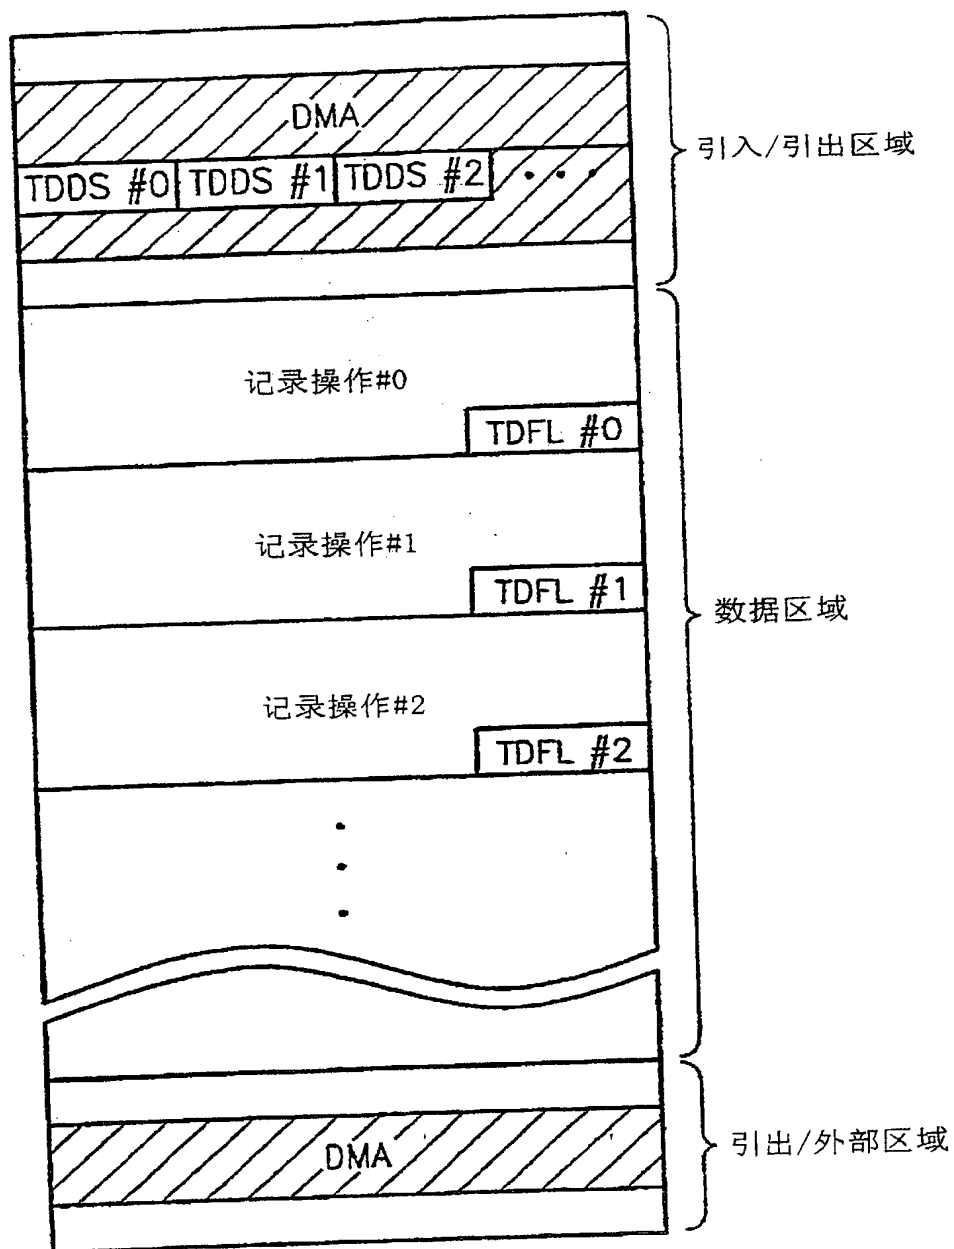 DMA
引入/引出区域
TDDS #0 TDDS #1 TDDS #2 ...
记录操作#0
TDFL #0
记录操作#1
TDFL #1
数据区域
记录操作#2
TDFL #2
DMA
引出/外部区域